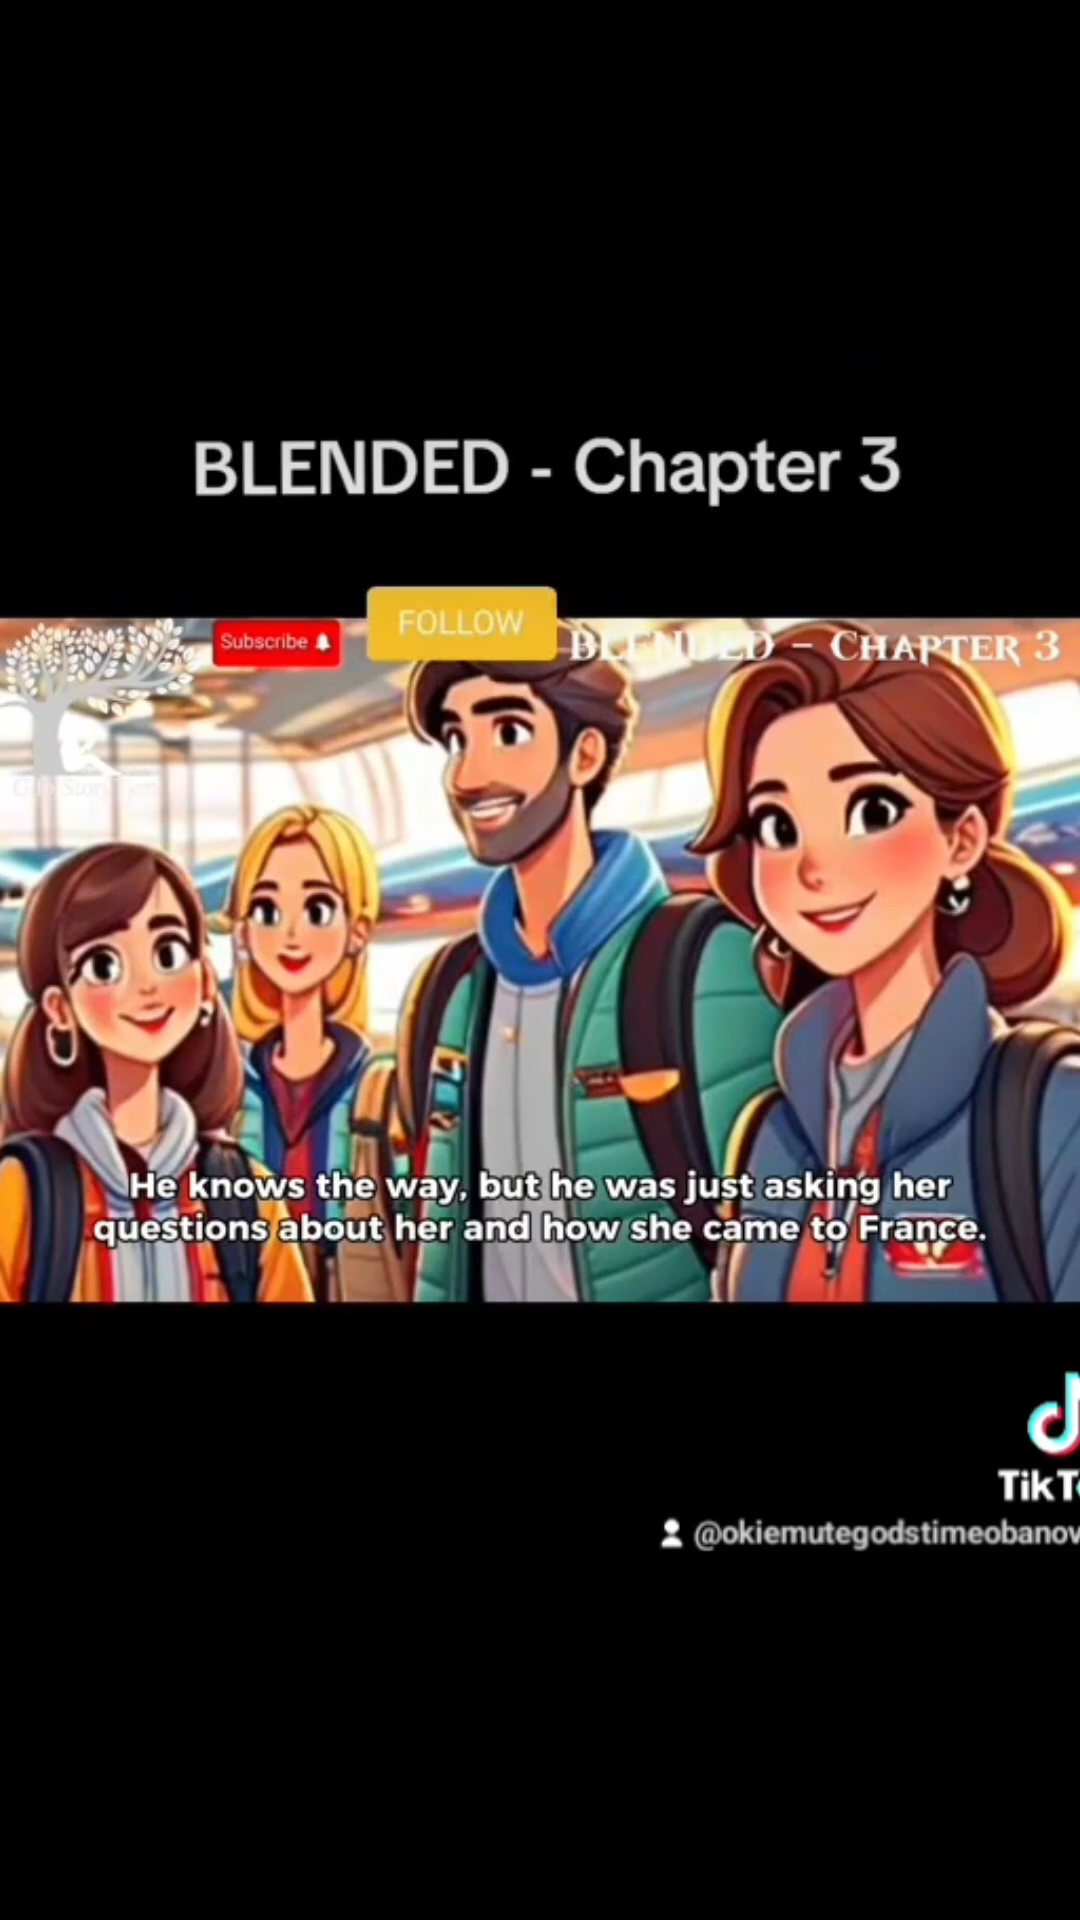 BLENDED - Chapter 3
FOLLOW
Subscribe
BLENDED - CHAPTER 3
He knows the way, but he was just asking her
questions about her and how she came to France.
TikT
@okiemutegodstimeobanov